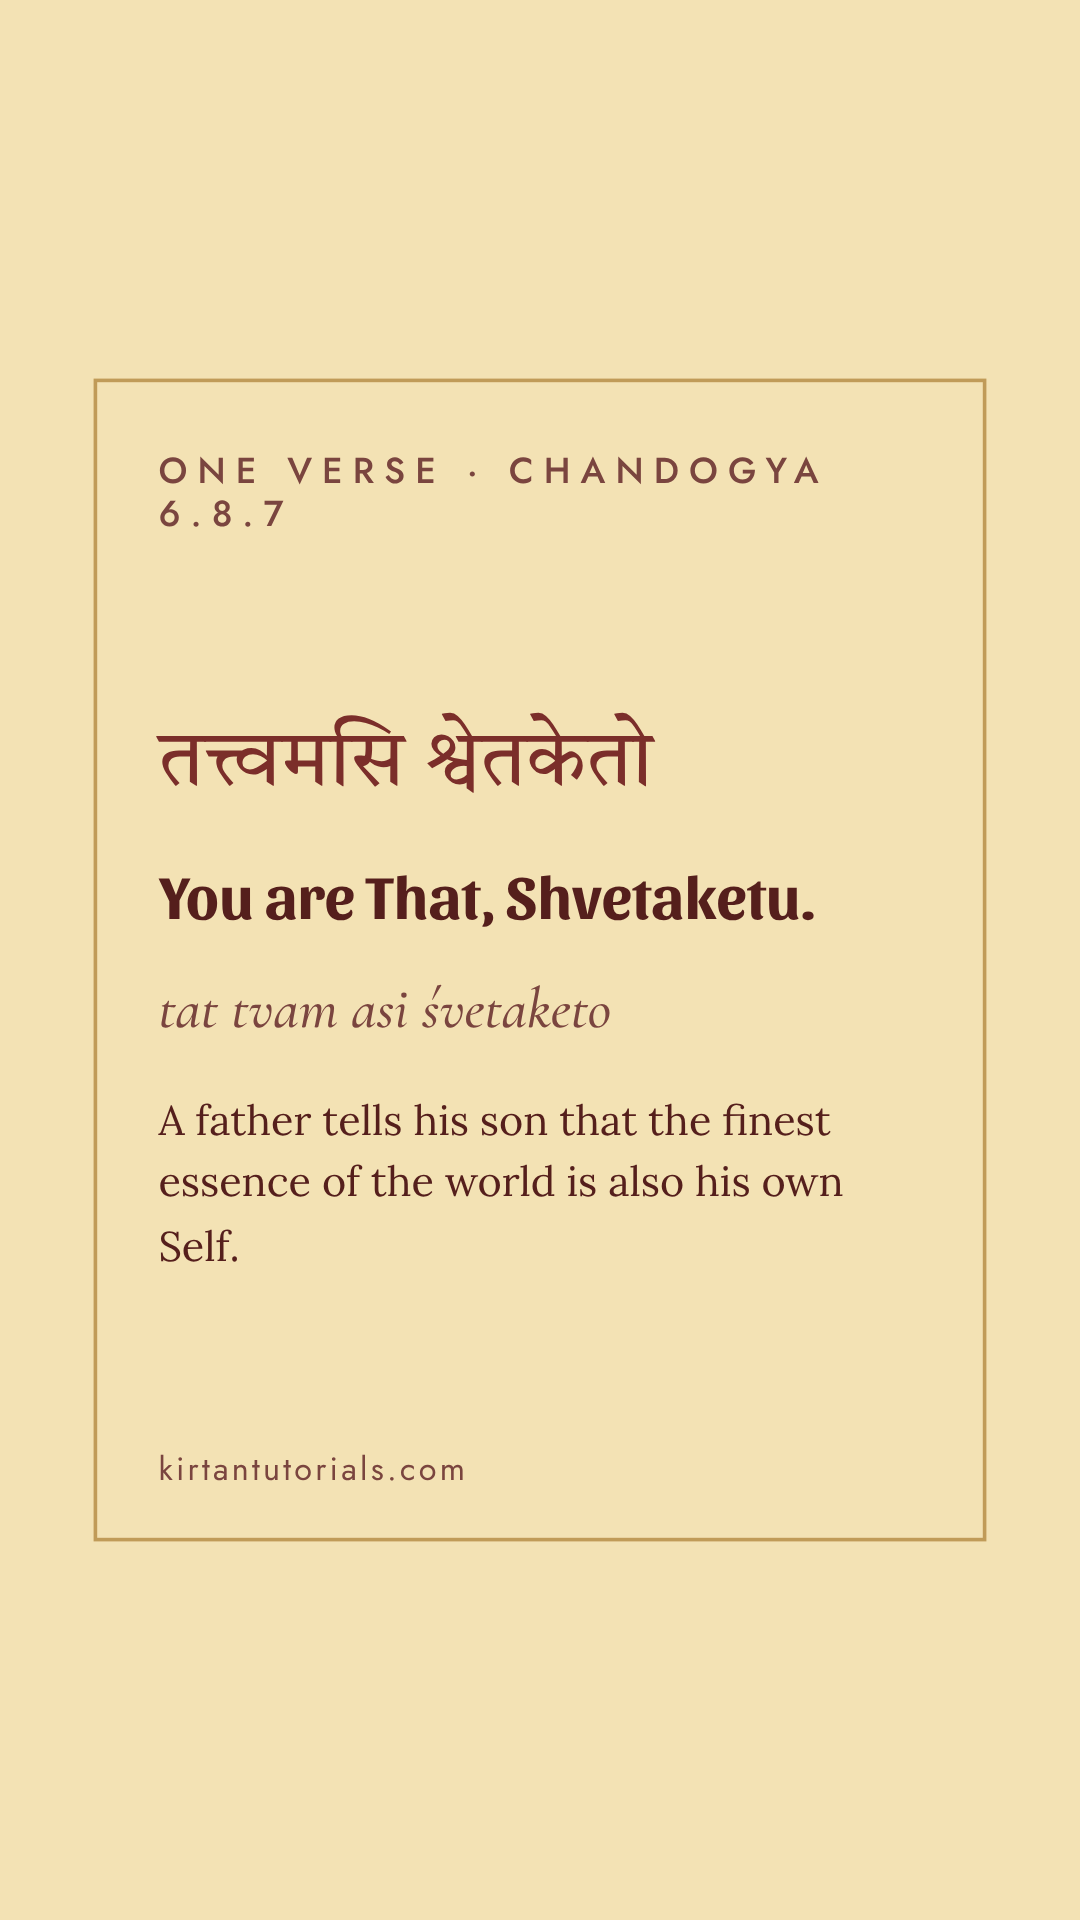 ONE VERSE · CHANDOGYA
6.8.7
तत्त्वमसि श्वेतकेतो
You are That, Shvetaketu.
tat tvam asi śvetaketo
A father tells his son that the finest
essence of the world is also his own
Self.
kirtantutorials.com